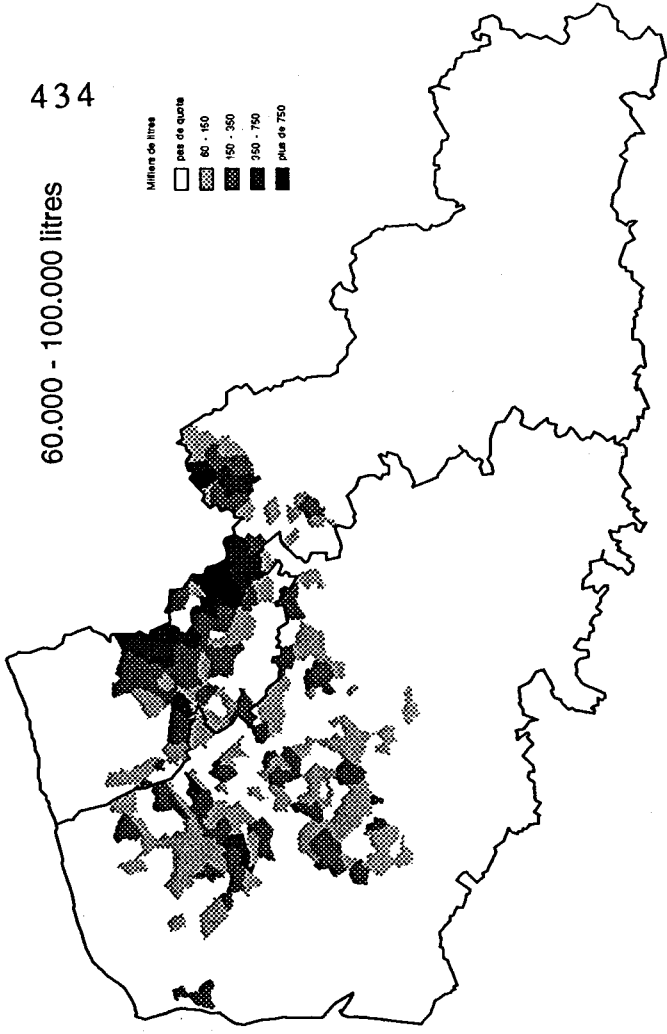 434
60.000 - 100.000 litres
Milliers de litres
pas de quota
60 - 150
150 - 350
350 - 750
plus de 750